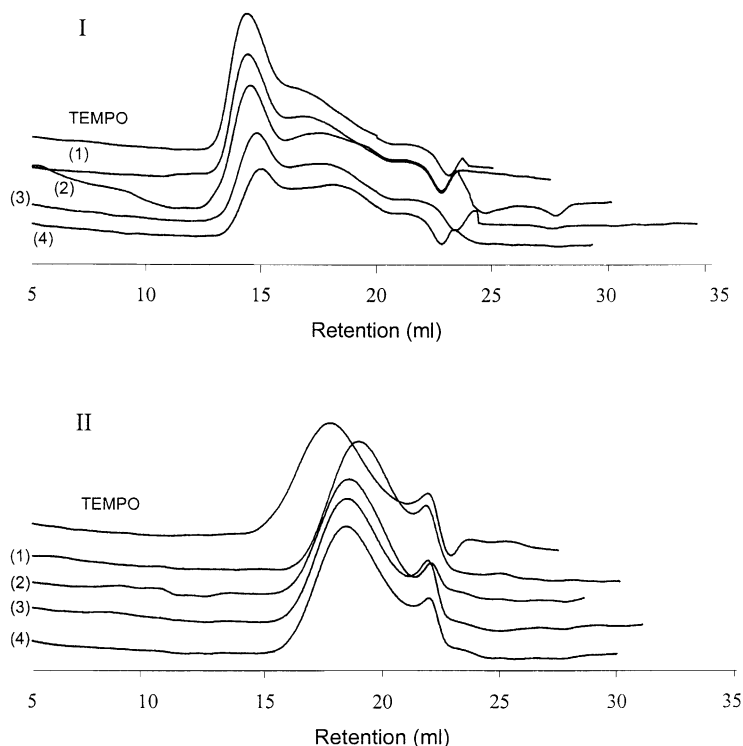 I
TEMPO
(1)
(2)
(3)
(4)
5 10 15 20 25 30 35
Retention (ml)
II
TEMPO
(1)
(2)
(3)
(4)
5 10 15 20 25 30 35
Retention (ml)